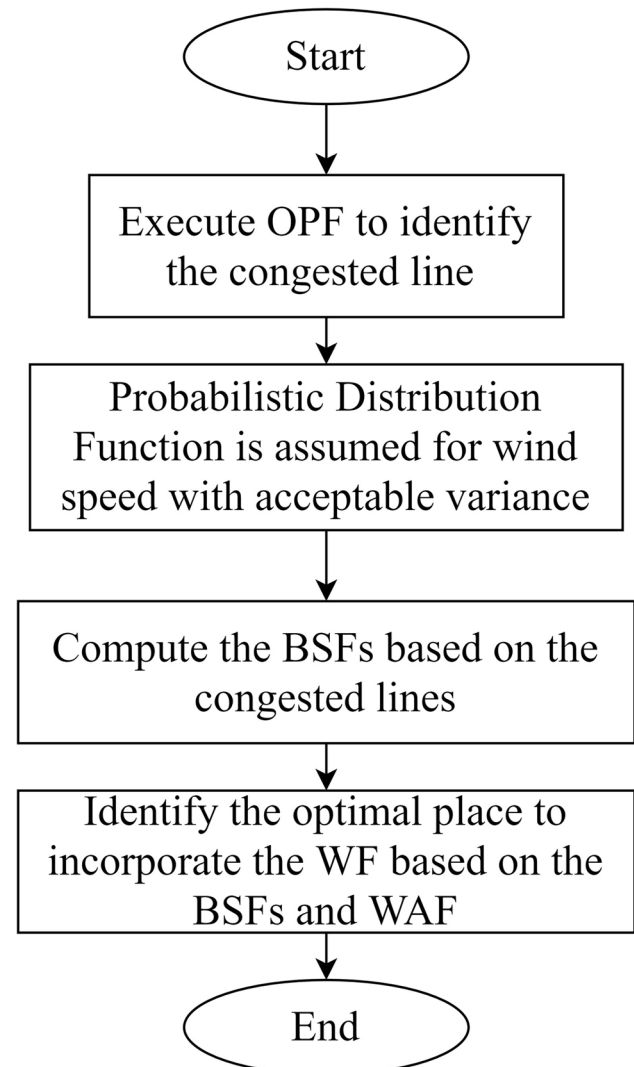 Start
Execute OPF to identify
the congested line
Probabilistic Distribution
Function is assumed for wind
speed with acceptable variance
Compute the BSFs based on the
congested lines
Identify the optimal place to
incorporate the WF based on the
BSFs and WAF
End